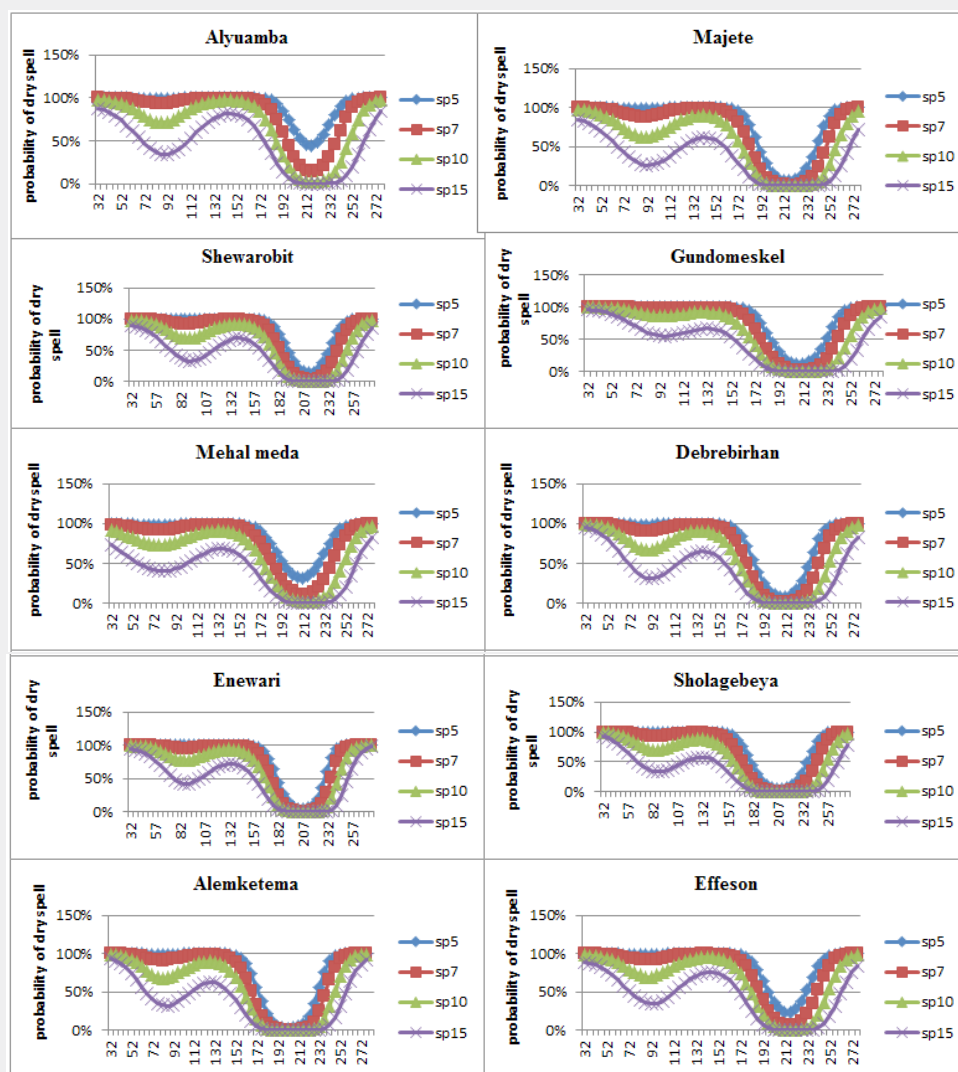 Alyuamba
probability of dry spell
150%
100%
50%
0%
32 52 72 92 112 132 152 172 192 212 232 252 272
sp5
sp7
sp10
sp15
Majete
probability of dry spell
150%
100%
50%
0%
32 52 72 92 112 132 152 172 192 212 232 252 272
sp5
sp7
sp10
sp15
Shewarobit
probability of dry
spell
150%
100%
50%
0%
32 57 82 107 132 157 182 207 232 257
sp5
sp7
sp10
sp15
Gundomeskel
probability of dry
spell
150%
100%
50%
0%
32 52 72 92 112 132 152 172 192 212 232 252 272
sp5
sp7
sp10
sp15
Mehal meda
probability of dry spell
150%
100%
50%
0%
32 52 72 92 112 132 152 172 192 212 232 252 272
sp5
sp7
sp10
sp15
Debrebirhan
probability of dry spell
150%
100%
50%
0%
32 52 72 92 112 132 152 172 192 212 232 252 272
sp5
sp7
sp10
sp15
Enewari
probability of dry
spell
150%
100%
50%
0%
32 57 82 107 132 157 182 207 232 257
sp5
sp7
sp10
sp15
Sholagebeya
probability of dry
spell
150%
100%
50%
0%
32 57 82 107 132 157 182 207 232 257
sp5
sp7
sp10
sp15
Alemketema
probability of dry spell
150%
100%
50%
0%
32 52 72 92 112 132 152 172 192 212 232 252 272
sp5
sp7
sp10
sp15
Effeson
probability of dry spell
150%
100%
50%
0%
32 52 72 92 112 132 152 172 192 212 232 252 272
sp5
sp7
sp10
sp15